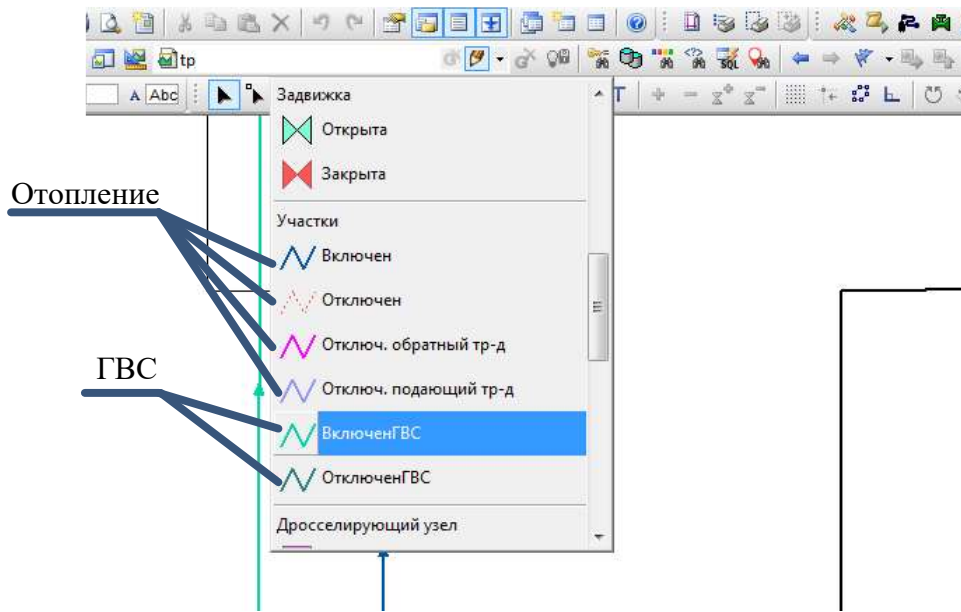 tp
SQL
A Abc
T
Задвижка
Открыта
Закрыта
Отопление
Участки
Включен
Отключен
Отключ. обратный тр-д
ГВС
Отключ. подающий тр-д
ВключенГВС
ОтключенГВС
Дросселирующий узел